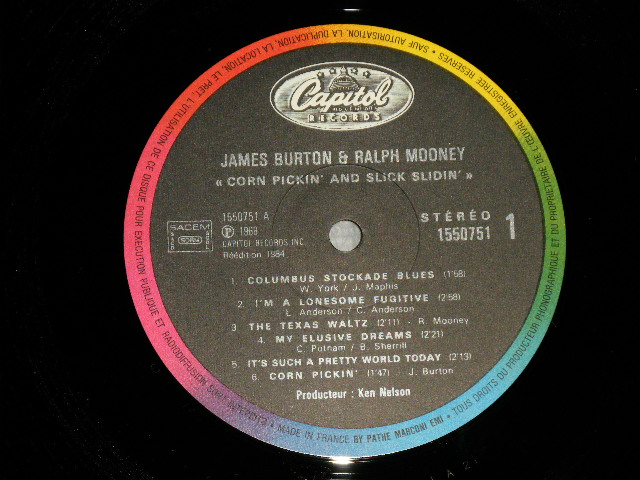 Capitol
RECORDS
JAMES BURTON & RALPH MOONEY
« CORN PICKIN' AND SLICK SLIDIN' »
1550751 A
℗ 1968
CAPITOL RECORDS INC.
Réédition 1984
SACEM
STÉRÉO
1550751
1
1. COLUMBUS STOCKADE BLUES (1'58)
W. York / J. Maphis
2. I'M A LONESOME FUGITIVE (2'58)
L. Anderson / C. Anderson
3. THE TEXAS WALTZ (2'11) - R. Mooney
4. MY ELUSIVE DREAMS (2'21)
C. Putnam / B. Sherrill
5. IT'S SUCH A PRETTY WORLD TODAY (2'13)
6. CORN PICKIN' (1'47) J. Burton
Producteur : Ken Nelson
• MADE IN FRANCE BY PATHE MARCONI EMI • TOUS DROITS DU PRODUCTEUR PHONOGRAPHIQUE ET DU PROPRIETAIRE DE L'ŒUVRE ENREGISTREE RESERVES • SAUF AUTORISATION, LA DUPLICATION, LA LOCATION, LE PRET, L'UTILISATION DE CE DISQUE POUR EXECUTION PUBLIQUE ET RADIODIFFUSION SONT INTERDITES